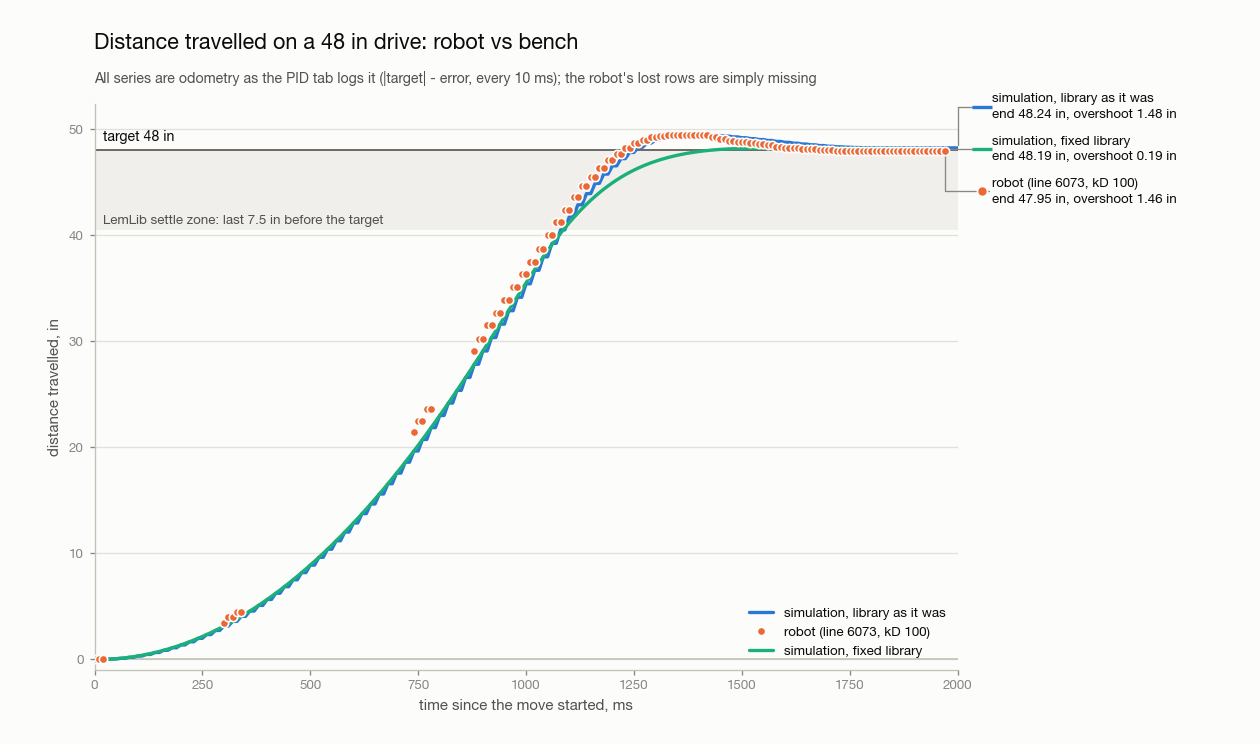 Distance travelled on a 48 in drive: robot vs bench
All series are odometry as the PID tab logs it (|target| - error, every 10 ms); the robot's lost rows are simply missing
simulation, library as it was
end 48.24 in, overshoot 1.48 in
simulation, fixed library
end 48.19 in, overshoot 0.19 in
robot (line 6073, kD 100)
end 47.95 in, overshoot 1.46 in
target 48 in
LemLib settle zone: last 7.5 in before the target
distance travelled, in
50
40
30
20
10
0
simulation, library as it was
robot (line 6073, kD 100)
simulation, fixed library
0 250 500 750 1000 1250 1500 1750 2000
time since the move started, ms